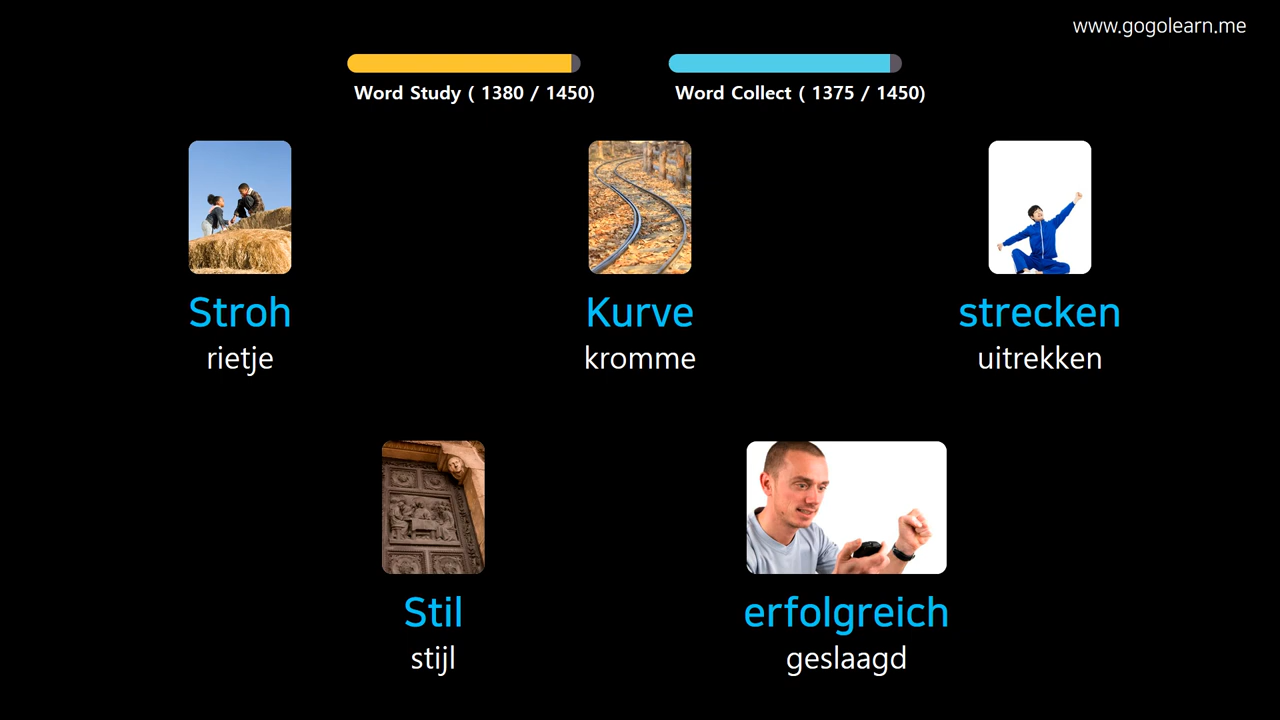 www.gogolearn.me
Word Study ( 1380 / 1450)
Word Collect ( 1375 / 1450)
Stroh
rietje
Kurve
kromme
strecken
uitrekken
Stil
stijl
erfolgreich
geslaagd